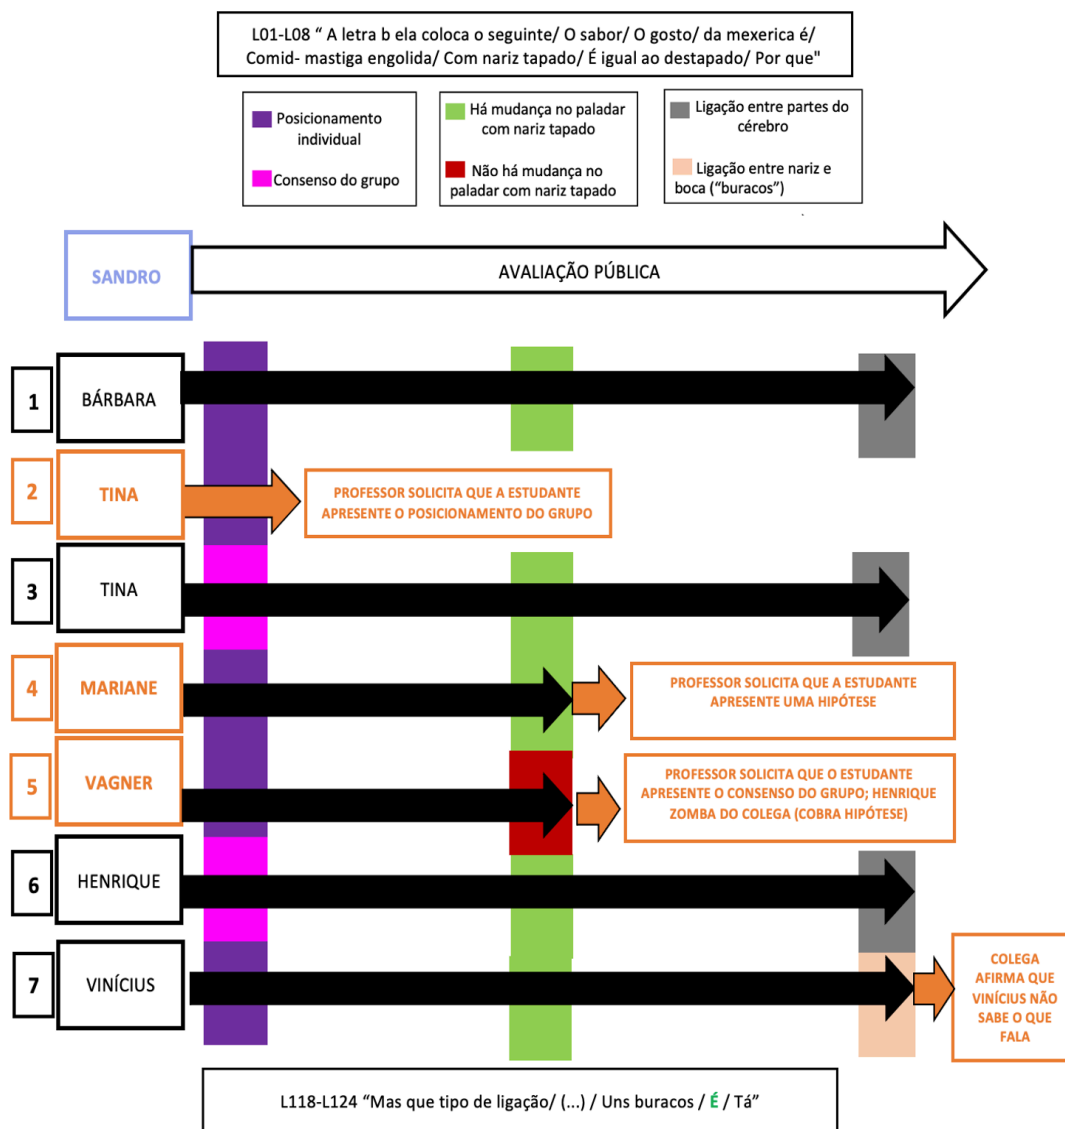 L01-L08 “ A letra b ela coloca o seguinte/ O sabor/ O gosto/ da mexerica é/
Comid- mastiga engolida/ Com nariz tapado/ É igual ao destapado/ Por que"
Posicionamento
individual
Consenso do grupo
Há mudança no paladar
com nariz tapado
Não há mudança no
paladar com nariz tapado
Ligação entre partes do
cérebro
Ligação entre nariz e
boca (“buracos”)
SANDRO
AVALIAÇÃO PÚBLICA
1
BÁRBARA
2
TINA
PROFESSOR SOLICITA QUE A ESTUDANTE
APRESENTE O POSICIONAMENTO DO GRUPO
3
TINA
4
MARIANE
PROFESSOR SOLICITA QUE A ESTUDANTE
APRESENTE UMA HIPÓTESE
5
VAGNER
PROFESSOR SOLICITA QUE O ESTUDANTE
APRESENTE O CONSENSO DO GRUPO; HENRIQUE
ZOMBA DO COLEGA (COBRA HIPÓTESE)
6
HENRIQUE
7
VINÍCIUS
COLEGA
AFIRMA QUE
VINÍCIUS NÃO
SABE O QUE
FALA
L118-L124 “Mas que tipo de ligação/ (...) / Uns buracos / É / Tá”